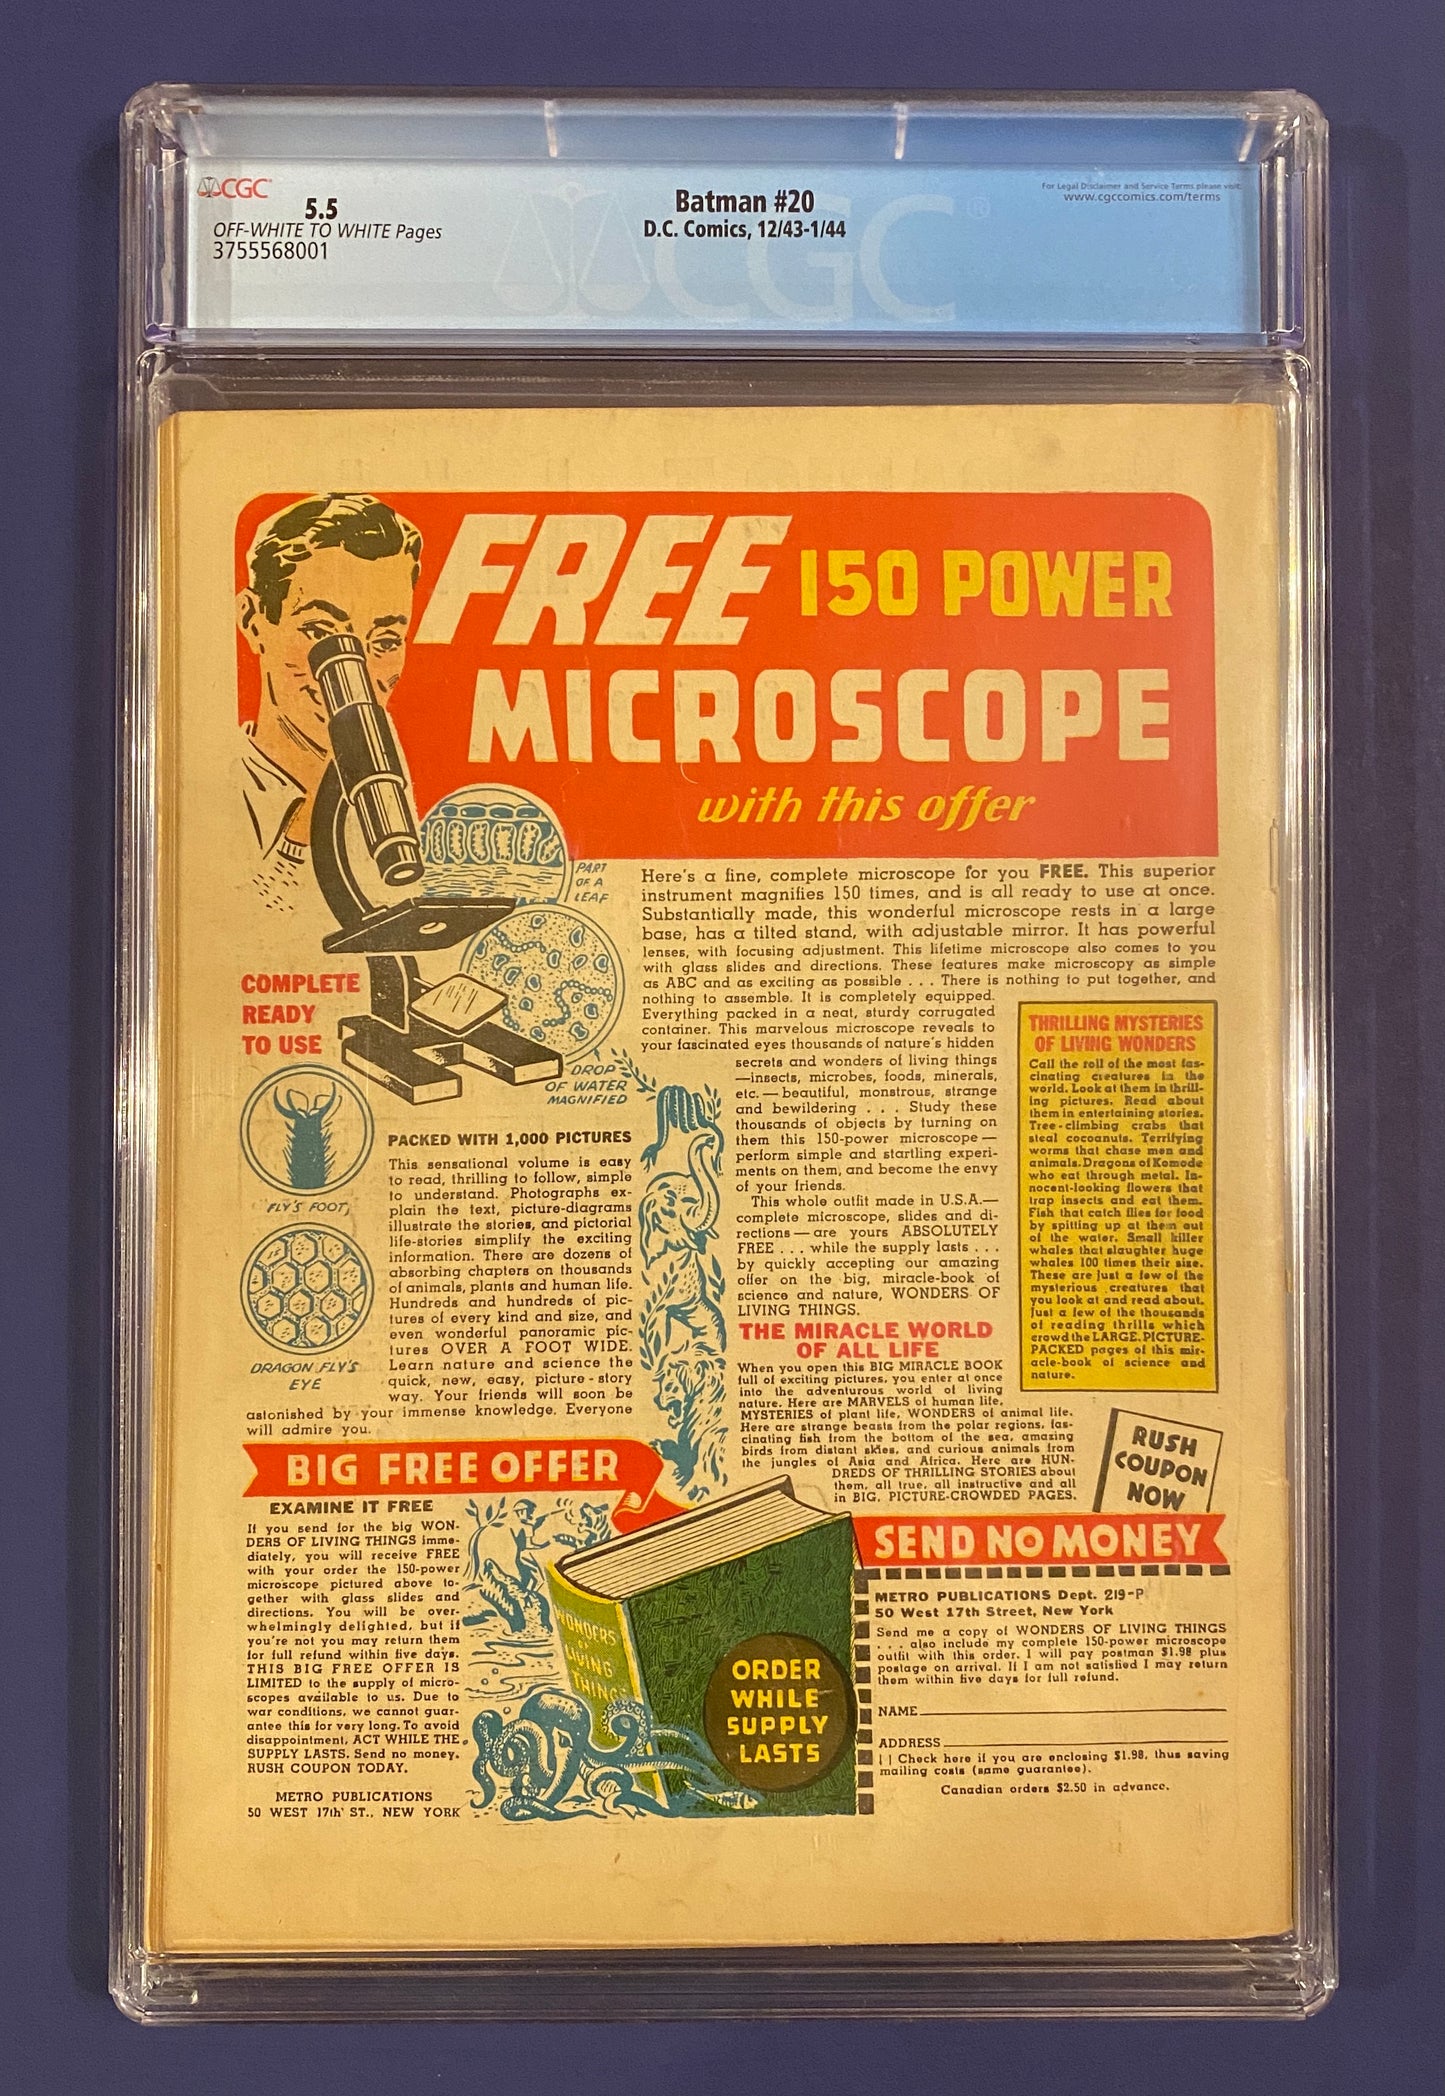 CGC
5.5
OFF-WHITE TO WHITE Pages
3755568001
Batman #20
D.C. Comics, 12/43-1/44
For Legal Disclaimer and Service Terms please visit:
www.cgccomics.com/terms
CGC
FREE 150 POWER
MICROSCOPE
with this offer
PART
OF A
LEAF
COMPLETE
READY
TO USE
DROP
OF WATER
MAGNIFIED
FLY'S FOOT
DRAGON FLY'S
EYE
Here's a fine, complete microscope for you FREE. This superior
instrument magnifies 150 times, and is all ready to use at once.
Substantially made, this wonderful microscope rests in a large
base, has a tilted stand, with adjustable mirror. It has powerful
lenses, with focusing adjustment. This lifetime microscope also comes to you
with glass slides and directions. These features make microscopy as simple
as ABC and as exciting as possible . . . There is nothing to put together, and
nothing to assemble. It is completely equipped.
Everything packed in a neat, sturdy corrugated
container. This marvelous microscope reveals to
your fascinated eyes thousands of nature's hidden
secrets and wonders of living things
—insects, microbes, foods, minerals,
etc. — beautiful, monstrous, strange
and bewildering . . . Study these
thousands of objects by turning on
them this 150-power microscope —
perform simple and startling experi-
ments on them, and become the envy
of your friends.
This whole outfit made in U.S.A.—
complete microscope, slides and di-
rections — are yours ABSOLUTELY
FREE . . . while the supply lasts . . .
by quickly accepting our amazing
offer on the big, miracle-book of
science and nature, WONDERS OF
LIVING THINGS.
THE MIRACLE WORLD
OF ALL LIFE
When you open this BIG MIRACLE BOOK
full of exciting pictures, you enter at once
into the adventurous world of living
nature. Here are MARVELS of human life,
MYSTERIES of plant life, WONDERS of animal life.
Here are strange beasts from the polar regions, fas-
cinating fish from the bottom of the sea, amazing
birds from distant skies, and curious animals from
the jungles of Asia and Africa. Here are HUN-
DREDS OF THRILLING STORIES about
them, all true, all instructive and all
in BIG, PICTURE-CROWDED PAGES.
THRILLING MYSTERIES
OF LIVING WONDERS
Call the roll of the most fas-
cinating creatures in the
world. Look at them in thrill-
ing pictures. Read about
them in entertaining stories.
Tree-climbing crabs that
steal cocoanuts. Terrifying
worms that chase men and
animals. Dragons of Komodo
who eat through metal. In-
nocent-looking flowers that
trap insects and eat them.
Fish that catch flies for food
by spitting up at them out
of the water. Small killer
whales that slaughter huge
whales 100 times their size.
These are just a few of the
mysterious creatures that
you look at and read about.
Just a few of the thousands
of reading thrills which
crowd the LARGE, PICTURE-
PACKED pages of this mir-
acle-book of science and
nature.
PACKED WITH 1,000 PICTURES
This sensational volume is easy
to read, thrilling to follow, simple
to understand. Photographs ex-
plain the text, picture-diagrams
illustrate the stories, and pictorial
life-stories simplify the exciting
information. There are dozens of
absorbing chapters on thousands
of animals, plants and human life.
Hundreds and hundreds of pic-
tures of every kind and size, and
even wonderful panoramic pic-
tures OVER A FOOT WIDE.
Learn nature and science the
quick, new, easy, picture-story
way. Your friends will soon be
astonished by your immense knowledge. Everyone
will admire you.
BIG FREE OFFER
EXAMINE IT FREE
If you send for the big WON-
DERS OF LIVING THINGS imme-
diately, you will receive FREE
with your order the 150-power
microscope pictured above to-
gether with glass slides and
directions. You will be over-
whelmingly delighted, but if
you're not you may return them
for full refund within five days.
THIS BIG FREE OFFER IS
LIMITED to the supply of micro-
scopes available to us. Due to
war conditions, we cannot guar-
antee this for very long. To avoid
disappointment, ACT WHILE THE
SUPPLY LASTS. Send no money.
RUSH COUPON TODAY.
METRO PUBLICATIONS
50 WEST 17th ST., NEW YORK
WONDERS
OF
LIVING
THINGS
ORDER
WHILE
SUPPLY
LASTS
RUSH
COUPON
NOW
SEND NO MONEY
METRO PUBLICATIONS Dept. 219-P
50 West 17th Street, New York
Send me a copy of WONDERS OF LIVING THINGS
. . . also include my complete 150-power microscope
outfit with this order. I will pay postman $1.98 plus
postage on arrival. If I am not satisfied I may return
them within five days for full refund.
NAME
ADDRESS
[ ] Check here if you are enclosing $1.98, thus saving
mailing costs (same guarantee).
Canadian orders $2.50 in advance.